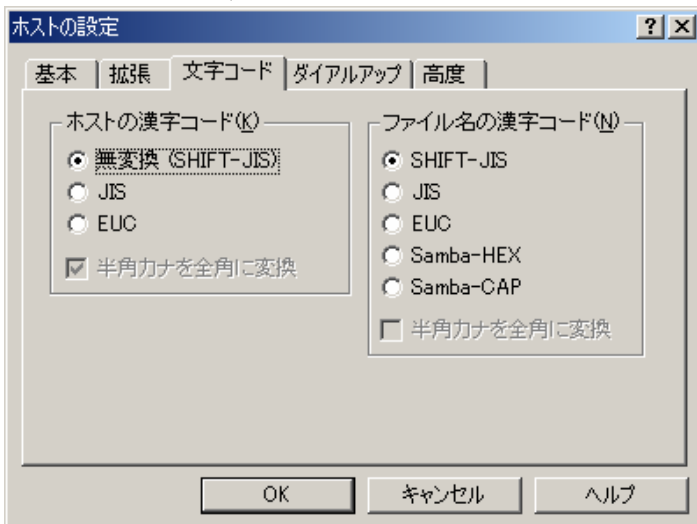 ホストの設定
基本 拡張 文字コード ダイアルアップ 高度
ホストの漢字コード(K)
無変換 (SHIFT-JIS)
JIS
EUC
半角カナを全角に変換
ファイル名の漢字コード(N)
SHIFT-JIS
JIS
EUC
Samba-HEX
Samba-CAP
半角カナを全角に変換
OK キャンセル ヘルプ